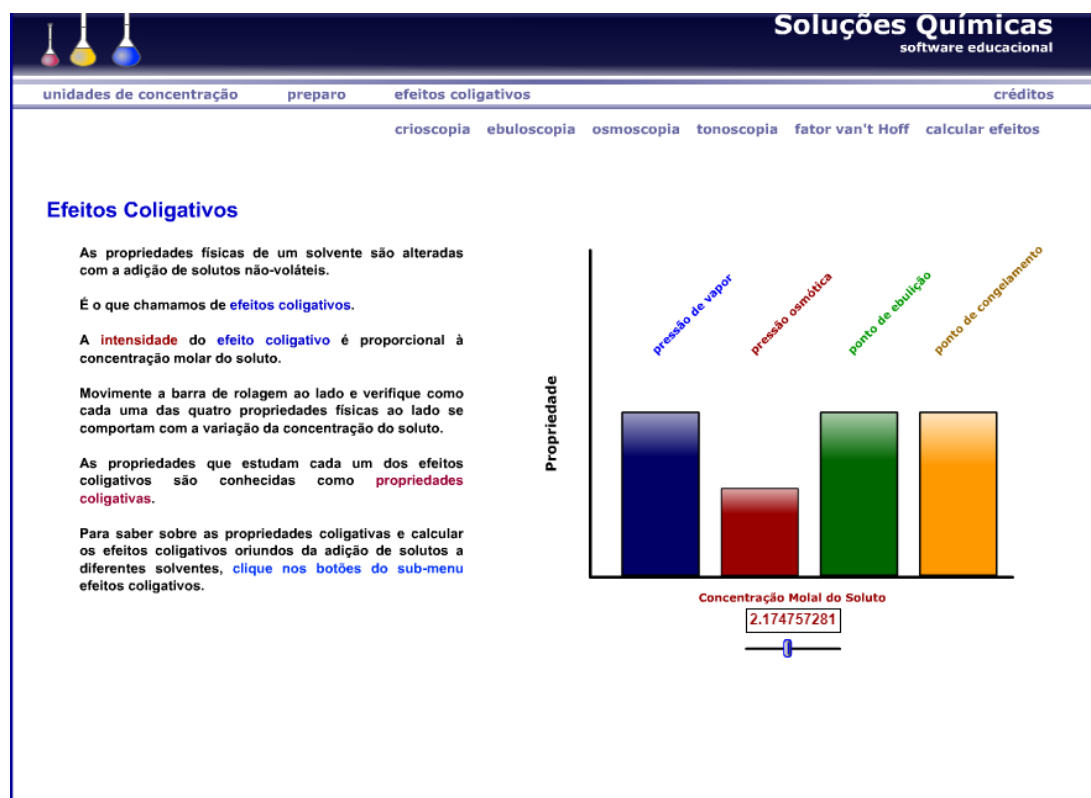 Soluções Químicas
software educacional
unidades de concentração preparo efeitos coligativos créditos
crioscopia ebuloscopia osmoscopia tonoscopia fator van't Hoff calcular efeitos
Efeitos Coligativos
As propriedades físicas de um solvente são alteradas
com a adição de solutos não-voláteis.
É o que chamamos de efeitos coligativos.
A intensidade do efeito coligativo é proporcional à
concentração molar do soluto.
Movimente a barra de rolagem ao lado e verifique como
cada uma das quatro propriedades físicas ao lado se
comportam com a variação da concentração do soluto.
As propriedades que estudam cada um dos efeitos
coligativos são conhecidas como propriedades
coligativas.
Para saber sobre as propriedades coligativas e calcular
os efeitos coligativos oriundos da adição de solutos a
diferentes solventes, clique nos botões do sub-menu
efeitos coligativos.
Propriedade
pressão de vapor
pressão osmótica
ponto de ebulição
ponto de congelamento
Concentração Molal do Soluto
2.174757281